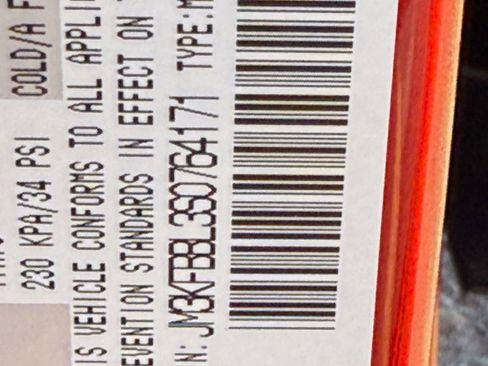 230 KPA/34 PSI COLD/A F
IS VEHICLE CONFORMS TO ALL APPLI
EVENTION STANDARDS IN EFFECT ON
N: JM3KFBBL3S0764171 TYPE:M